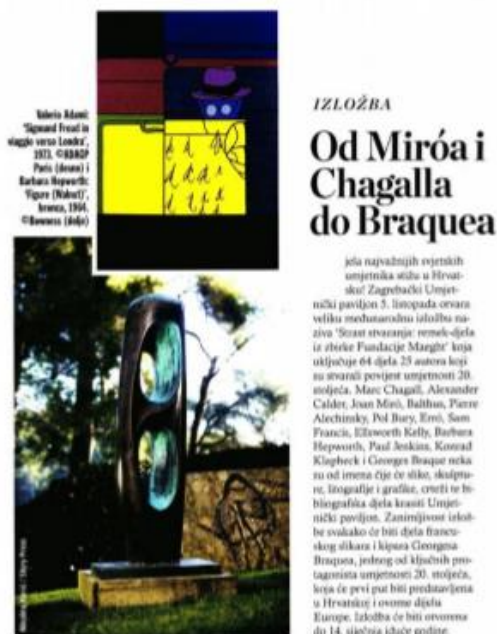 Valerio Adami:
'Sigmund Freud in
viaggio verso Londra',
1973. ©ADAGP
Paris (desno) i
Barbara Hepworth:
'Figure (Walnut)',
bronca, 1964.
©Bowness (dolje)
IZLOŽBA
Od Miróa i
Chagalla
do Braquea
jela najvažnijih svjetskih
umjetnika stižu u Hrvat-
sku! Zagrebački Umjet-
nički paviljon 5. listopada otvara
veliku međunarodnu izložbu na-
ziva 'Strast stvaranja: remek-djela
iz zbirke Fundacije Maeght' koja
uključuje 64 djela 25 autora koji
su stvarali povijest umjetnosti 20.
stoljeća. Marc Chagall, Alexander
Calder, Joan Miró, Balthus, Pierre
Alechinsky, Pol Bury, Erró, Sam
Francis, Ellsworth Kelly, Barbara
Hepworth, Paul Jenkins, Konrad
Klapheck i Georges Braque neka
su od imena čije će slike, skulptu-
re, litografije i grafike, crteži te bi-
bliografska djela krasiti Umjet-
nički paviljon. Zanimljivost izlož-
be svakako će biti djela francu-
skog slikara i kipara Georgesa
Braquea, jednog od ključnih pro-
tagonista umjetnosti 20. stoljeća,
koja će prvi put biti predstavljena
u Hrvatskoj i ovome dijelu
Europe. Izložba će biti otvorena
do 14. siječnja iduće godine.